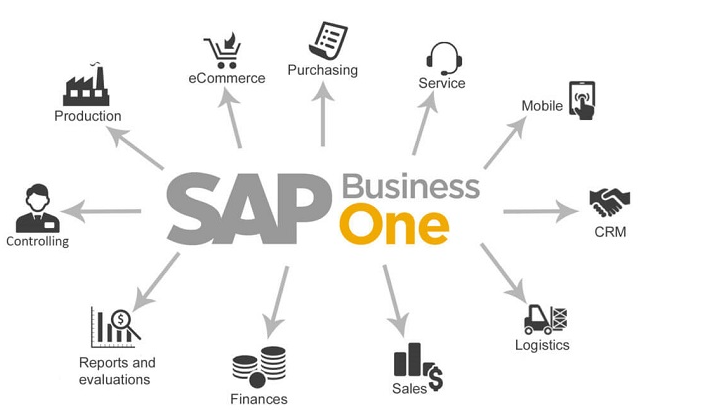 Purchasing
eCommerce
Service
Production
Mobile
SAP Business One
Controlling
CRM
Reports and
evaluations
Logistics
Finances
Sales
$
$